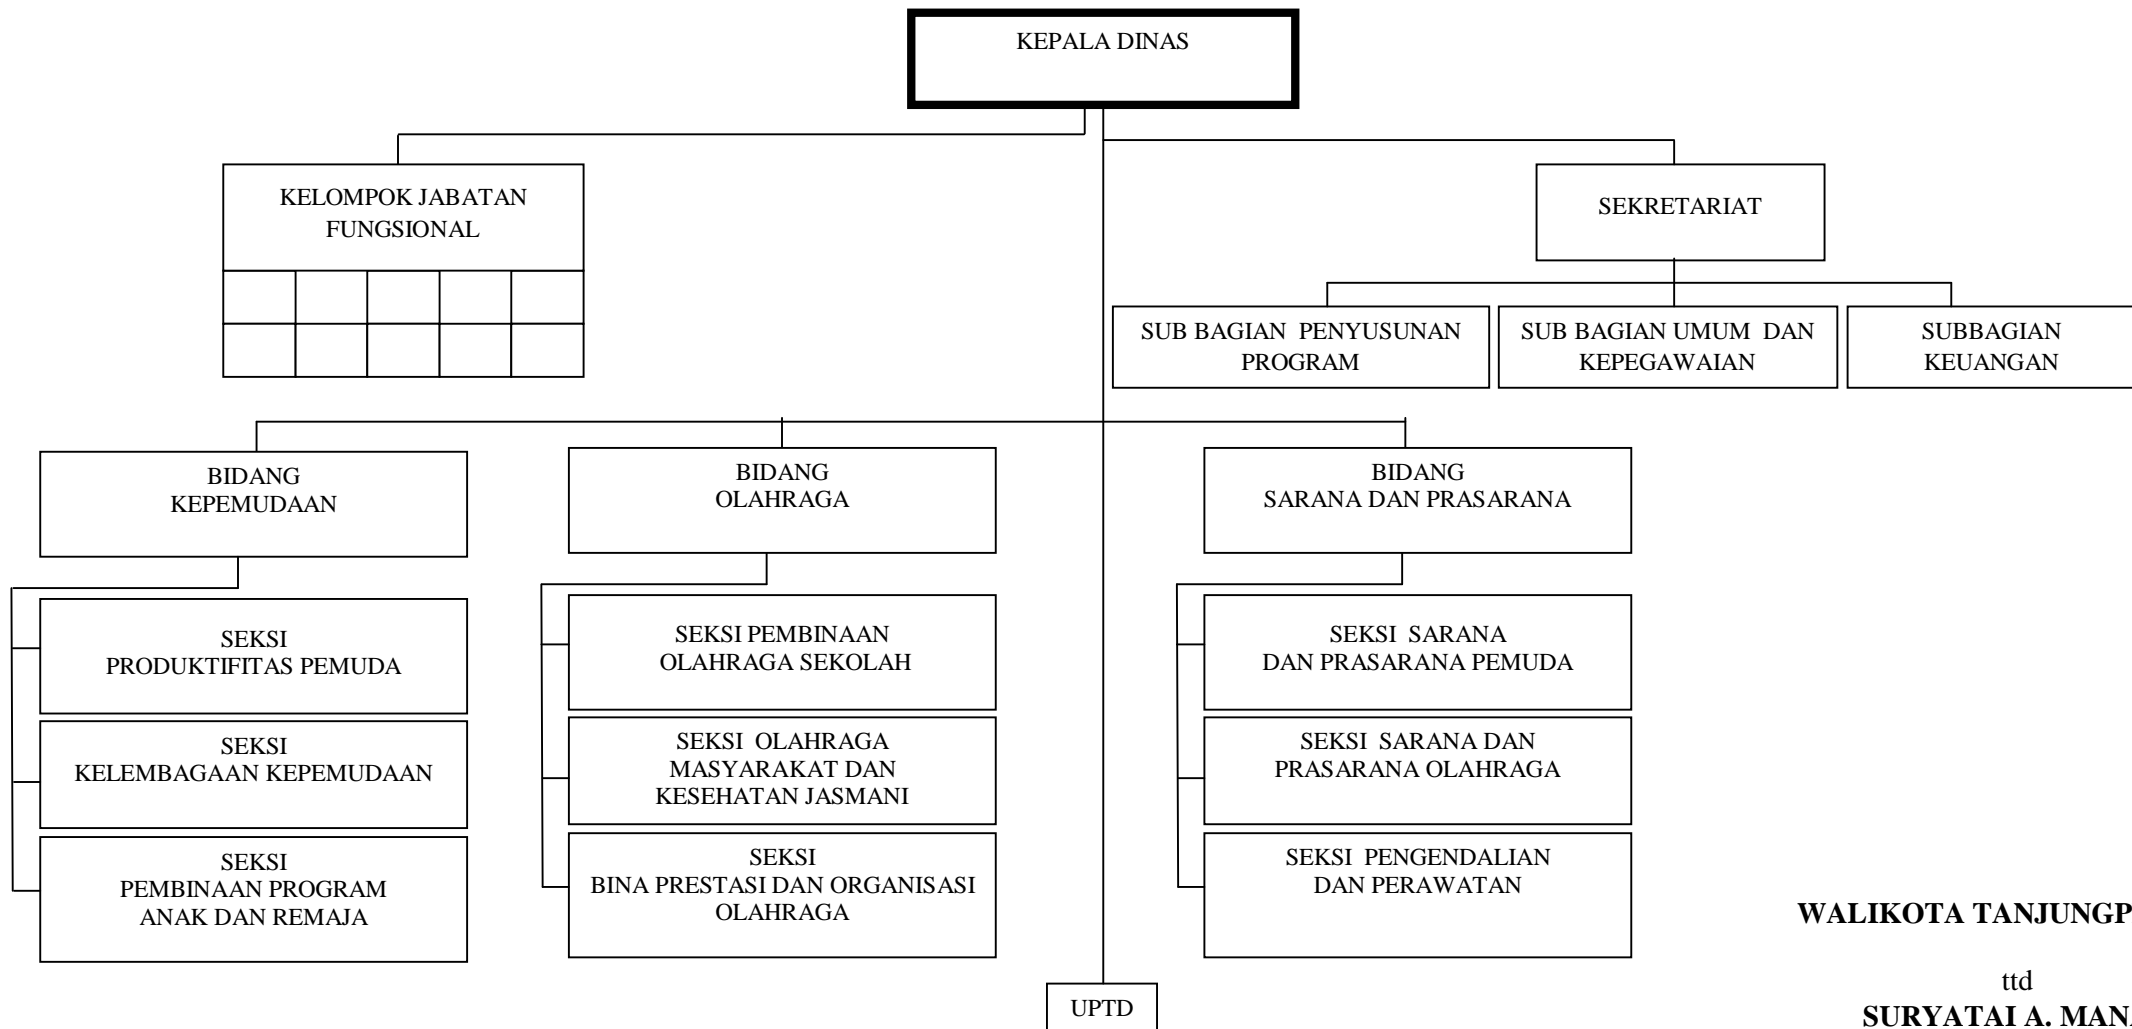 KEPALA DINAS
KELOMPOK JABATAN
FUNGSIONAL
SEKRETARIAT
SUB BAGIAN PENYUSUNAN
PROGRAM
SUB BAGIAN UMUM DAN
KEPEGAWAIAN
SUBBAGIAN
KEUANGAN
BIDANG
KEPEMUDAAN
BIDANG
OLAHRAGA
BIDANG
SARANA DAN PRASARANA
SEKSI
PRODUKTIFITAS PEMUDA
SEKSI
KELEMBAGAAN KEPEMUDAAN
SEKSI
PEMBINAAN PROGRAM
ANAK DAN REMAJA
SEKSI PEMBINAAN
OLAHRAGA SEKOLAH
SEKSI OLAHRAGA
MASYARAKAT DAN
KESEHATAN JASMANI
SEKSI
BINA PRESTASI DAN ORGANISASI
OLAHRAGA
SEKSI SARANA
DAN PRASARANA PEMUDA
SEKSI SARANA DAN
PRASARANA OLAHRAGA
SEKSI PENGENDALIAN
DAN PERAWATAN
UPTD
WALIKOTA
ttd
SURYATAI A.